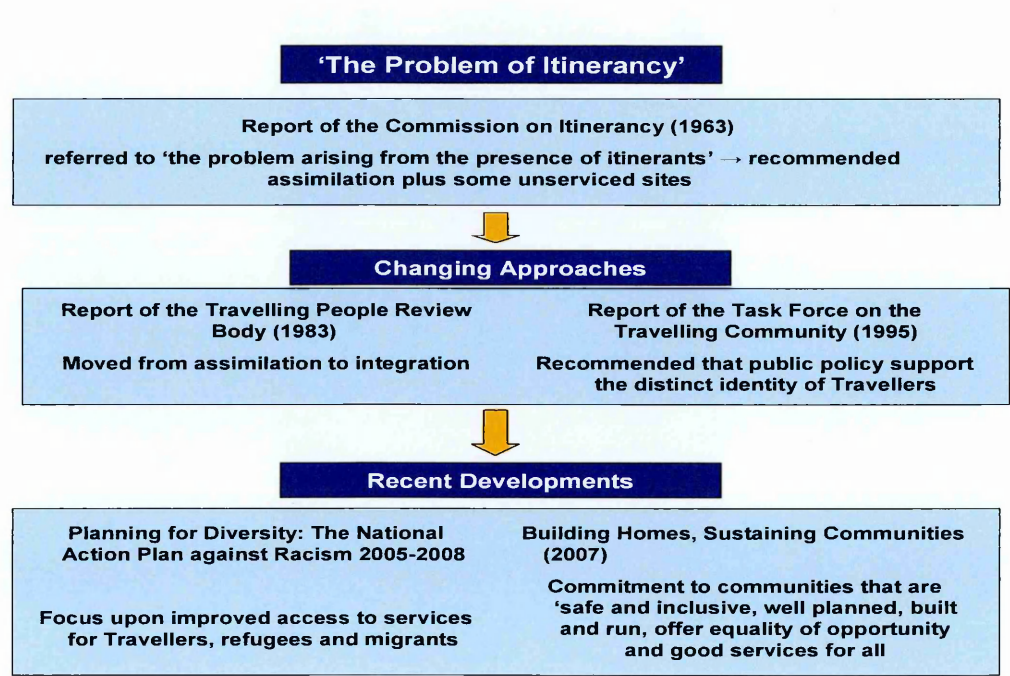 ‘The Problem of Itinerancy’
Report of the Commission on Itinerancy (1963)
referred to ‘the problem arising from the presence of itinerants’ → recommended
assimilation plus some unserviced sites
Changing Approaches
Report of the Travelling People Review
Body (1983)
Moved from assimilation to integration
Report of the Task Force on the
Travelling Community (1995)
Recommended that public policy support
the distinct identity of Travellers
Recent Developments
Planning for Diversity: The National
Action Plan against Racism 2005-2008
Focus upon improved access to services
for Travellers, refugees and migrants
Building Homes, Sustaining Communities
(2007)
Commitment to communities that are
‘safe and inclusive, well planned, built
and run, offer equality of opportunity
and good services for all